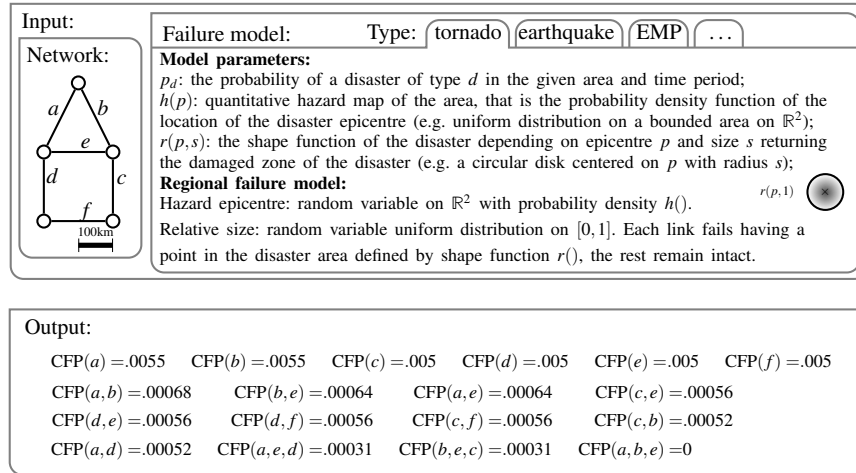 Input:
Network:
a
b
e
d
c
f
100km
Failure model:
Type: tornado earthquake EMP ...
Model parameters:
p_d: the probability of a disaster of type d in the given area and time period;
h(p): quantitative hazard map of the area, that is the probability density function of the
location of the disaster epicentre (e.g. uniform distribution on a bounded area on ℝ²);
r(p,s): the shape function of the disaster depending on epicentre p and size s returning
the damaged zone of the disaster (e.g. a circular disk centered on p with radius s);
Regional failure model:
Hazard epicentre: random variable on ℝ² with probability density h().
r(p,1)
Relative size: random variable uniform distribution on [0,1]. Each link fails having a
point in the disaster area defined by shape function r(), the rest remain intact.
Output:
CFP(a) =.0055 CFP(b) =.0055 CFP(c) =.005 CFP(d) =.005 CFP(e) =.005 CFP(f) =.005
CFP(a,b) =.00068 CFP(b,e) =.00064 CFP(a,e) =.00064 CFP(c,e) =.00056
CFP(d,e) =.00056 CFP(d,f) =.00056 CFP(c,f) =.00056 CFP(c,b) =.00052
CFP(a,d) =.00052 CFP(a,e,d) =.00031 CFP(b,e,c) =.00031 CFP(a,b,e) =0